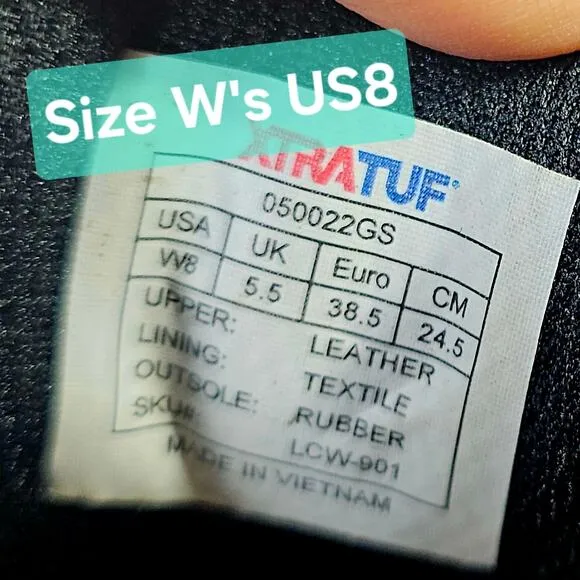 Size W's US8
XTRATUF
050022GS
USA UK Euro CM
W8 5.5 38.5 24.5
UPPER: LEATHER
LINING: TEXTILE
OUTSOLE: RUBBER
SKU#: LCW-901
MADE IN VIETNAM